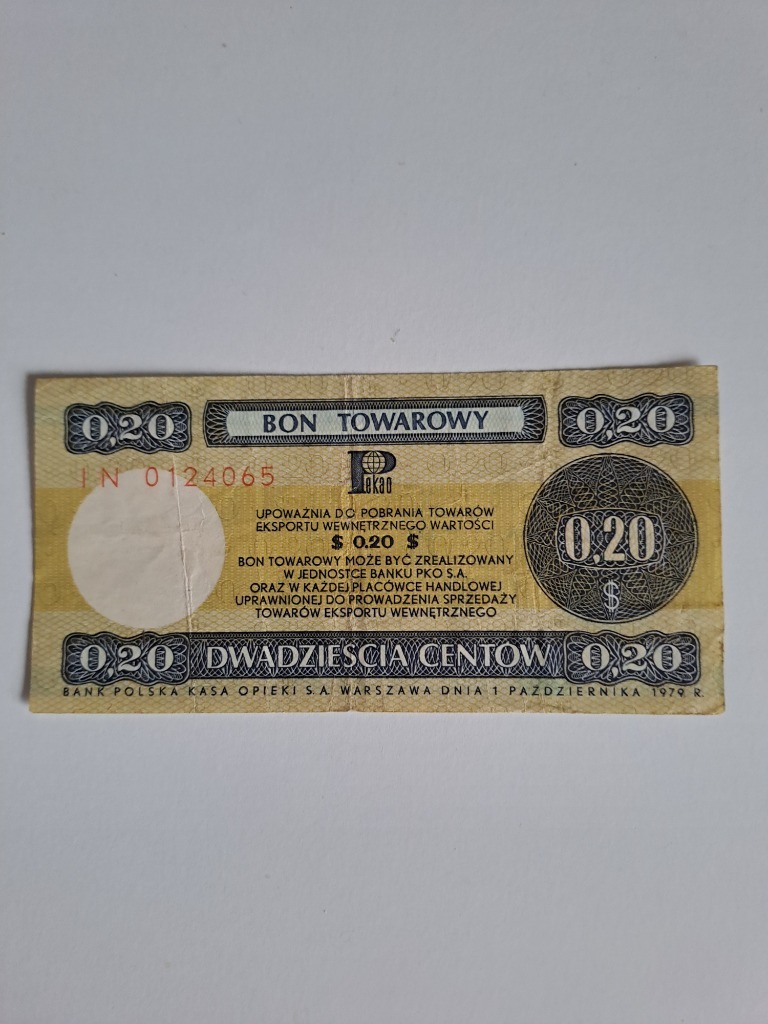 0,20 BON TOWAROWY 0,20
IN 0124065
Pekao
UPOWAŻNIA DO POBRANIA TOWARÓW
EKSPORTU WEWNĘTRZNEGO WARTOŚCI
$ 0.20 $
BON TOWAROWY MOŻE BYĆ ZREALIZOWANY
W JEDNOSTCE BANKU PKO S.A.
ORAZ W KAŻDEJ PLACÓWCE HANDLOWEJ
UPRAWNIONEJ DO PROWADZENIA SPRZEDAŻY
TOWARÓW EKSPORTU WEWNĘTRZNEGO
0,20
$
0,20 DWADZIEŚCIA CENTÓW 0,20
BANK POLSKA KASA OPIEKI S.A. WARSZAWA DNIA 1 PAŹDZIERNIKA 1979 R.